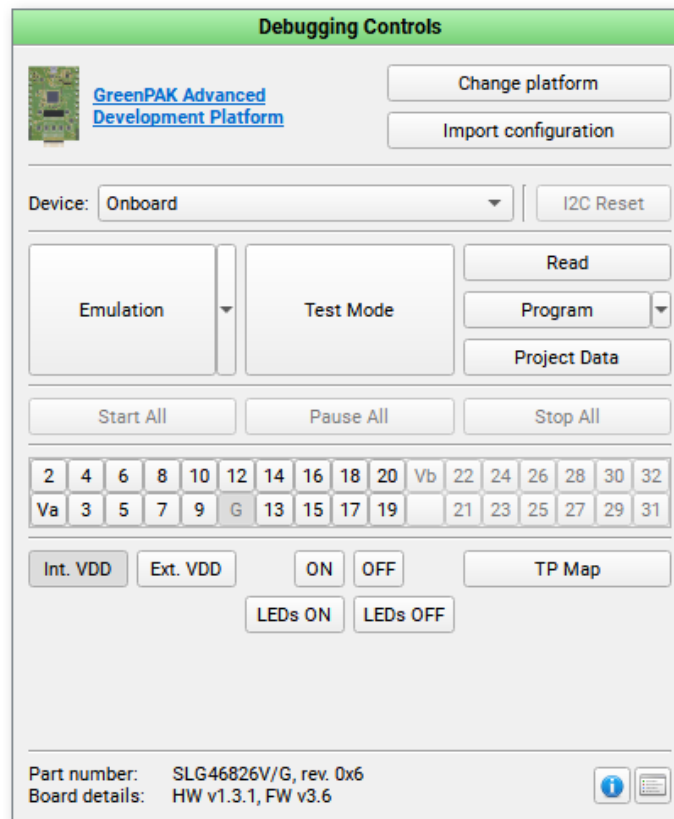 Debugging Controls
GreenPAK Advanced
Development Platform
Change platform
Import configuration
Device: Onboard
I2C Reset
Emulation
Test Mode
Read
Program
Project Data
Start All
Pause All
Stop All
2 4 6 8 10 12 14 16 18 20 Vb 22 24 26 28 30 32
Va 3 5 7 9 G 13 15 17 19 21 23 25 27 29 31
Int. VDD Ext. VDD ON OFF TP Map
LEDs ON LEDs OFF
Part number: SLG46826V/G, rev. 0x6
Board details: HW v1.3.1, FW v3.6